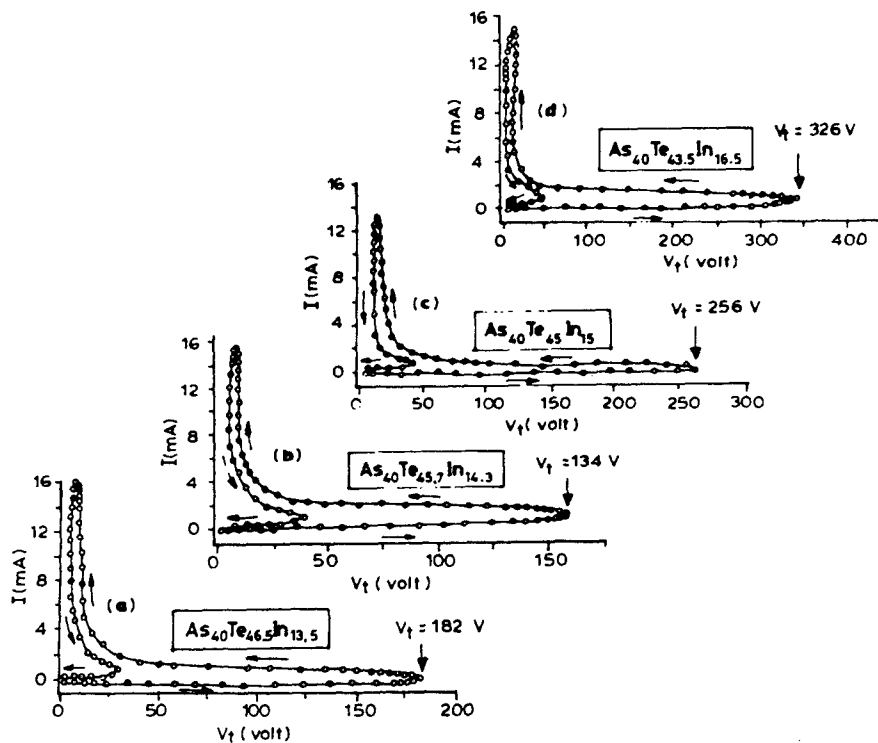 16
12
8
4
0
I(mA)
(d)
As40Te43.5In16.5
Vt = 326 V
0
100
200
300
400
Vt ( volt )
16
12
8
4
0
I(mA)
(c)
As40Te45In15
Vt = 256 V
0
50
100
150
200
250
300
Vt ( volt )
16
12
8
4
0
I(mA)
(b)
As40Te45,7In14.3
Vt =134 V
0
50
100
150
Vt ( volt )
16
12
8
4
0
I(mA)
(a)
As40Te46.5In13,5
Vt =182 V
0
50
100
150
200
Vt ( volt )